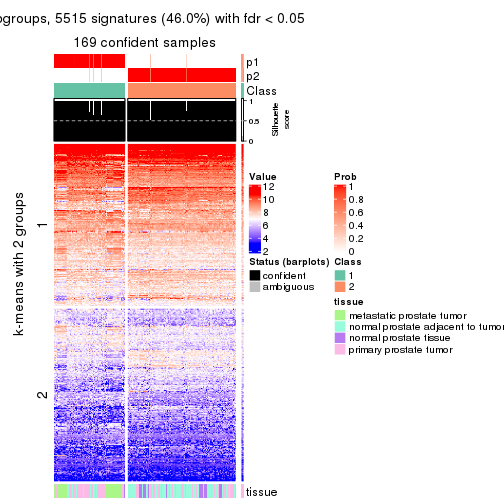 ogroups, 5515 signatures (46.0%) with fdr < 0.05
169 confident samples
p1
p2
Class
1
0.5
0
Silhouette
score
k-means with 2 groups
1
2
Value
12
10
8
6
4
2
Prob
1
0.8
0.6
0.4
0.2
0
Status (barplots)
confident
ambiguous
Class
1
2
tissue
metastatic prostate tumor
normal prostate adjacent to tumor
normal prostate tissue
primary prostate tumor
tissue